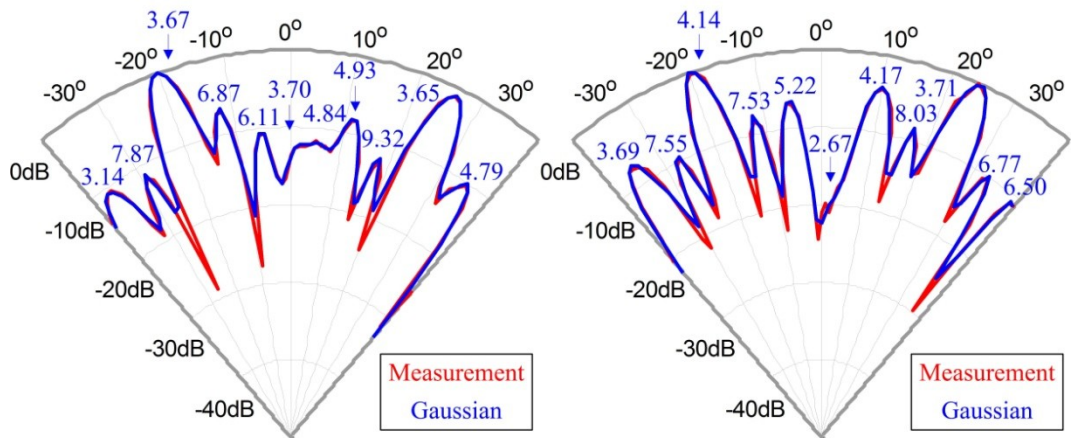 3.67
0°
-10°
10°
-20°
20°
4.93
-30°
3.70
30°
6.87
3.65
6.11
4.84
9.32
7.87
0dB
3.14
4.79
-10dB
-20dB
-30dB
-40dB
Measurement
Gaussian
4.14
0°
-10°
10°
-20°
20°
-30°
4.17
30°
5.22
3.71
7.53
8.03
7.55
2.67
3.69
6.77
0dB
6.50
-10dB
-20dB
-30dB
-40dB
Measurement
Gaussian